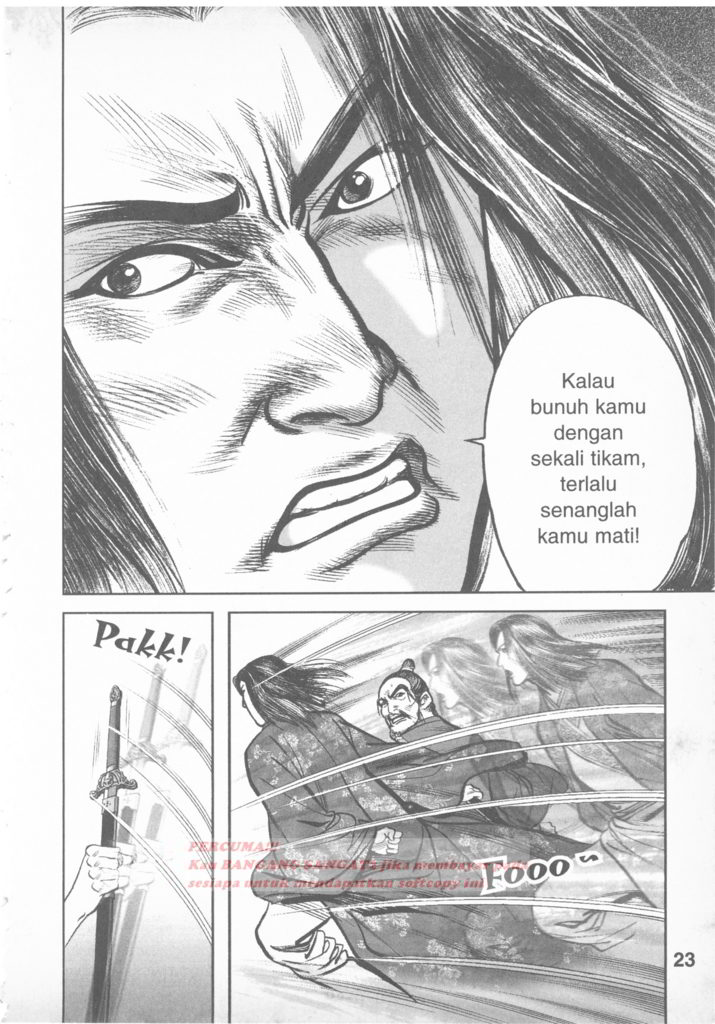 Kalau
bunuh kamu
dengan
sekali tikam,
terlalu
senanglah
kamu mati!
Pakk!
PERCUMA!!!
Kau BANGANG SANGAT2 jika membayar
sesiapa untuk mendapatkan softcopy ini
Fooo~
23